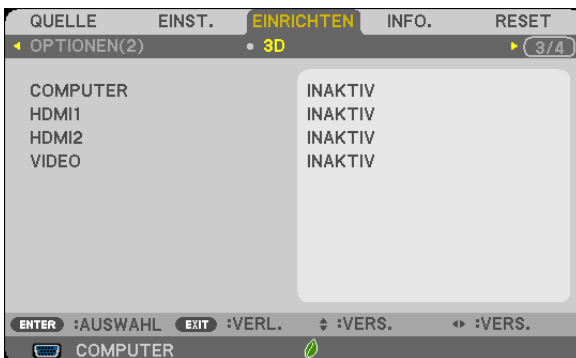 QUELLE EINST. EINRICHTEN INFO. RESET
OPTIONEN(2) 3D 3/4
COMPUTER INAKTIV
HDMI1 INAKTIV
HDMI2 INAKTIV
VIDEO INAKTIV
ENTER :AUSWAHL EXIT :VERL. :VERS. :VERS.
COMPUTER